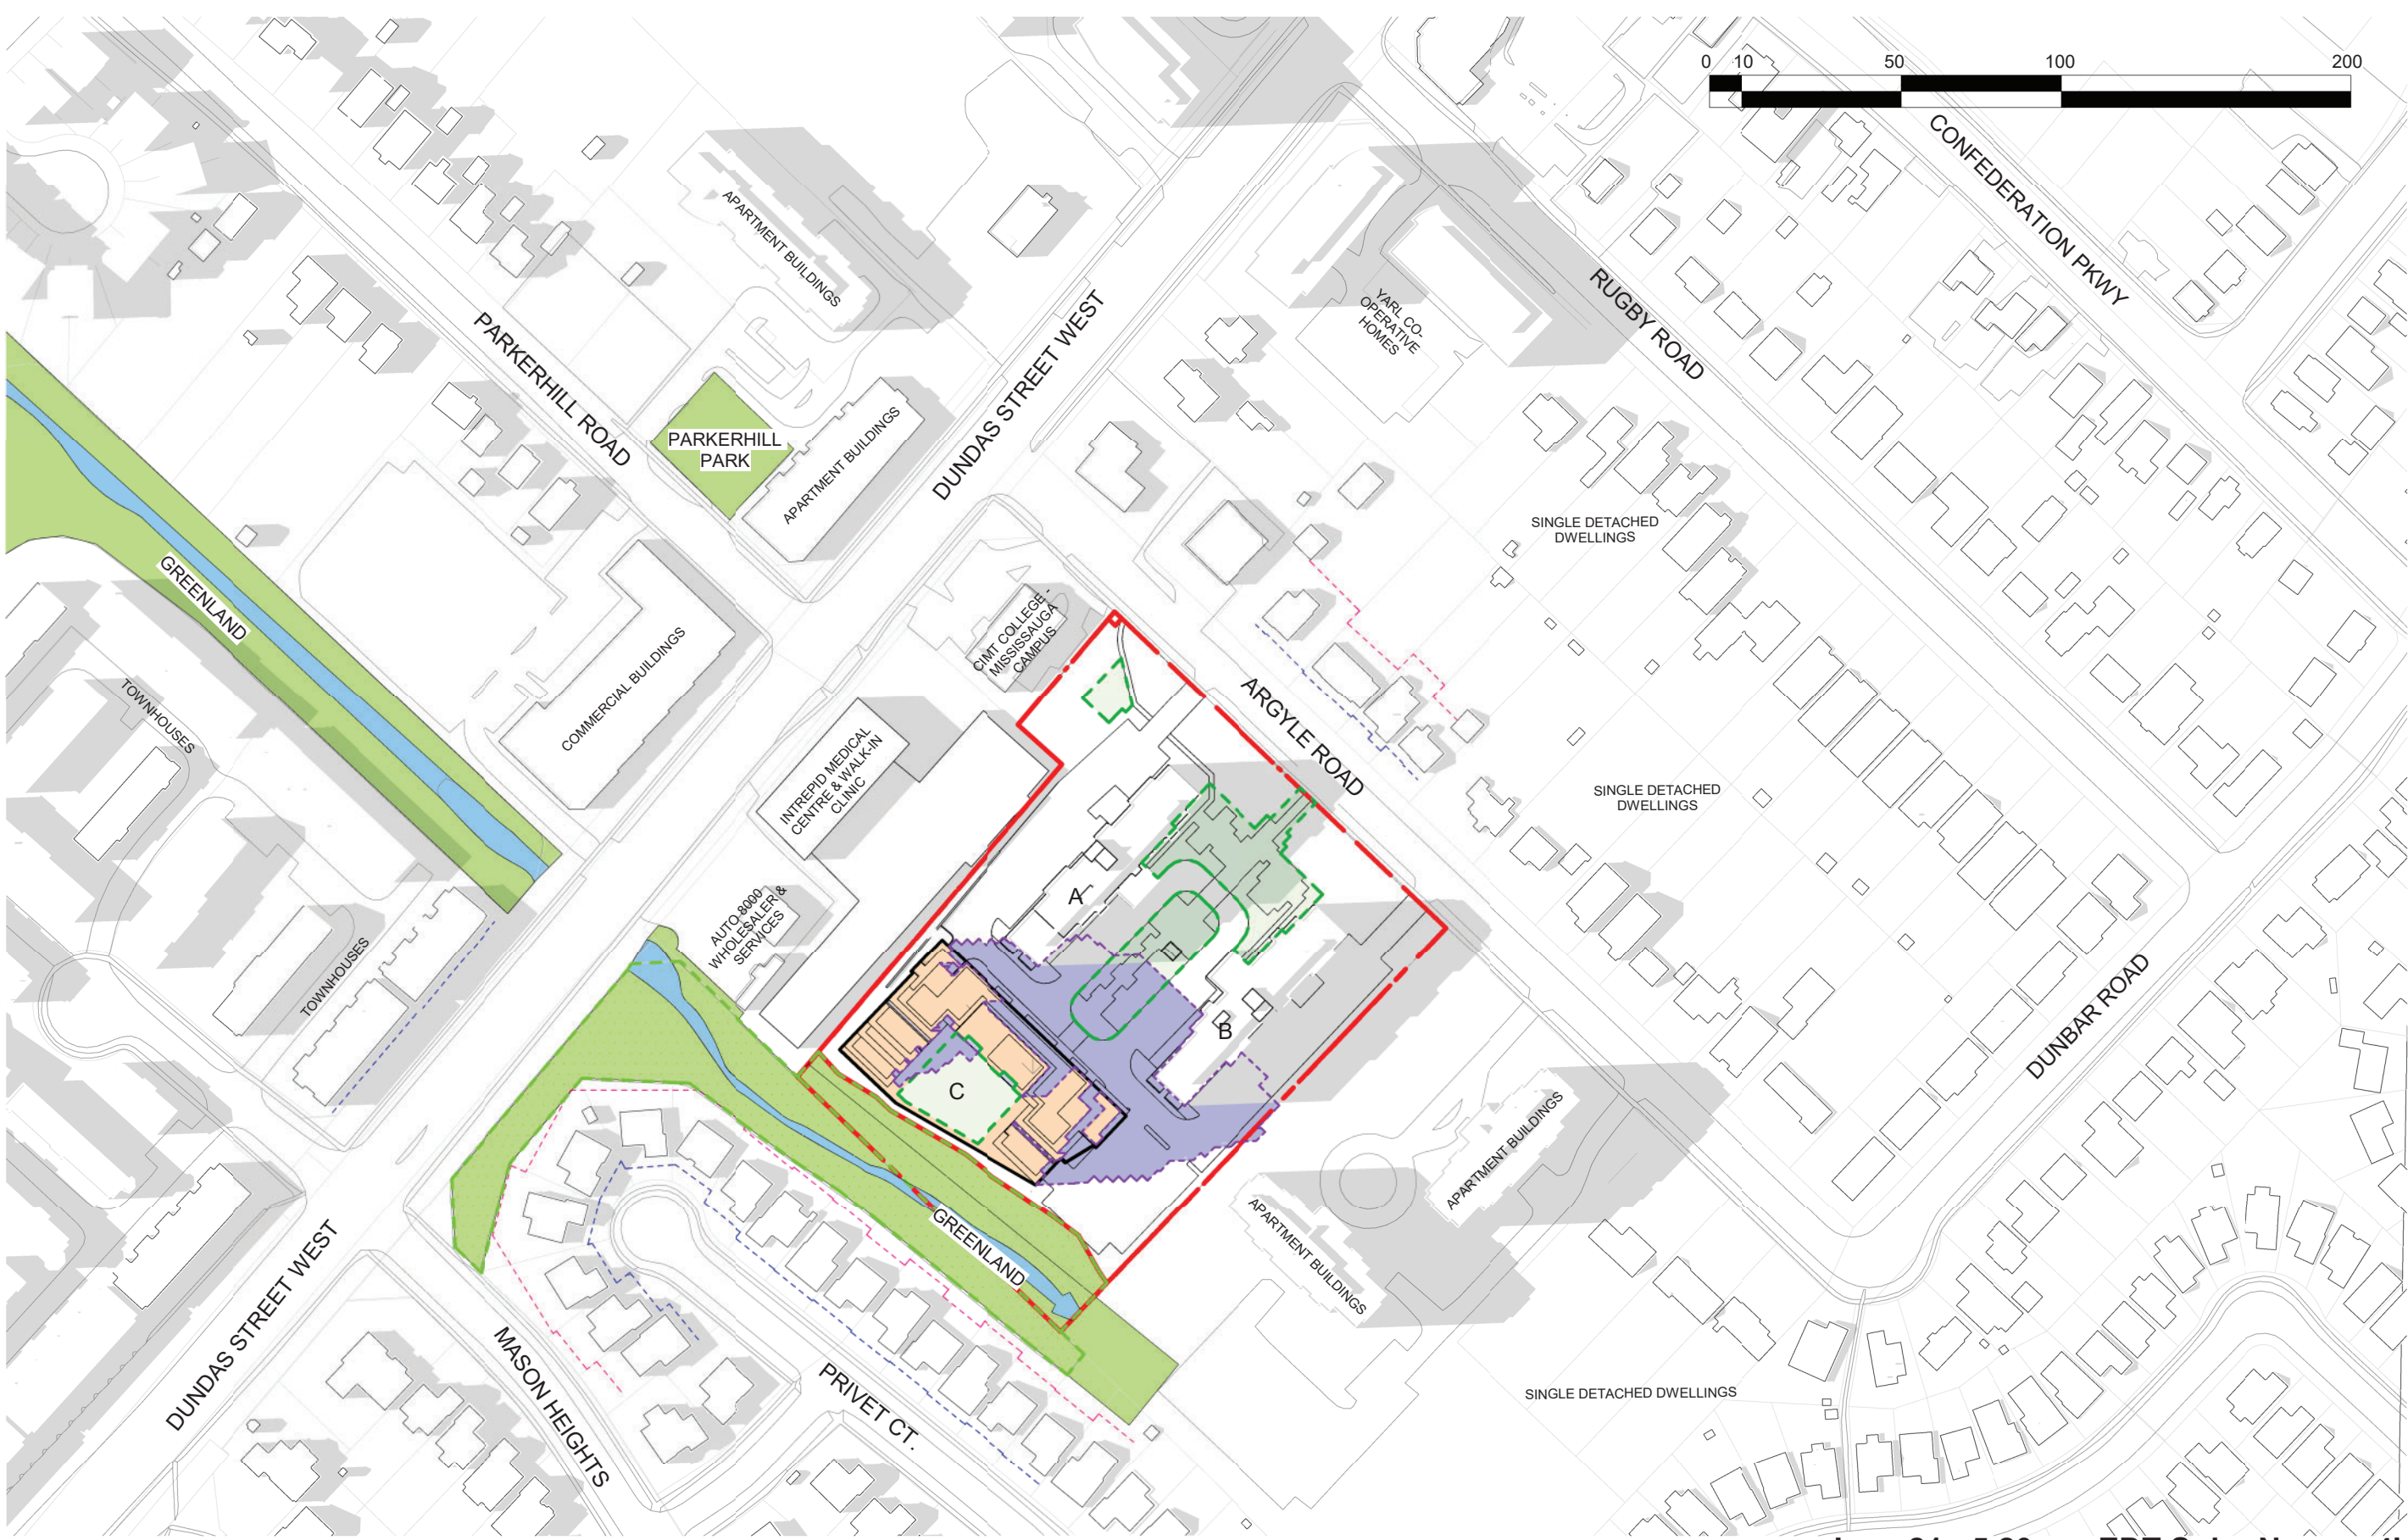 0 10 50 100 200
CONFEDERATION PKWY
APARTMENT BUILDINGS
YARL CO-
OPERATIVE
HOMES
RUGBY ROAD
PARKERHILL ROAD
DUNDAS STREET WEST
PARKERHILL
PARK
APARTMENT BUILDINGS
SINGLE DETACHED
DWELLINGS
GREENLAND
CIMT COLLEGE -
MISSISSAUGA
CAMPUS
COMMERCIAL BUILDINGS
TOWNHOUSES
ARGYLE ROAD
INTREPID MEDICAL
CENTRE & WALK-IN
CLINIC
SINGLE DETACHED
DWELLINGS
A
AUTO 8000
WHOLESALER &
SERVICES
TOWNHOUSES
B
DUNBAR ROAD
C
APARTMENT BUILDINGS
GREENLAND
APARTMENT BUILDINGS
DUNDAS STREET WEST
MASON HEIGHTS
PRIVET CT.
SINGLE DETACHED DWELLINGS